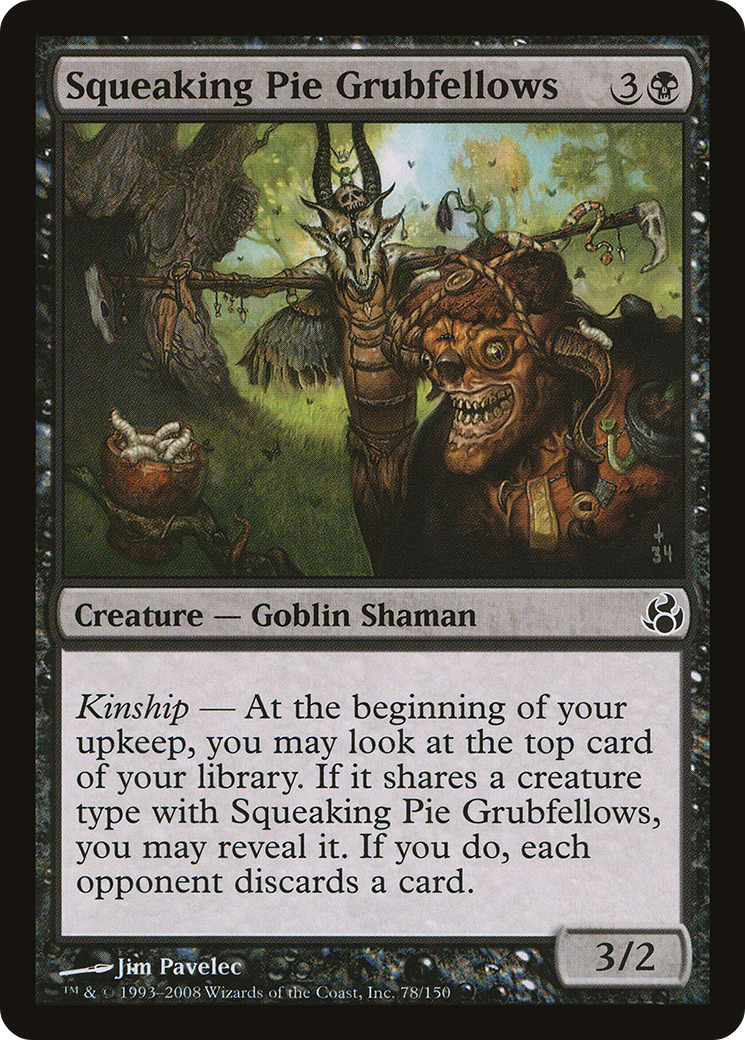 Squeaking Pie Grubfellows 3
34
Creature — Goblin Shaman
Kinship — At the beginning of your
upkeep, you may look at the top card
of your library. If it shares a creature
type with Squeaking Pie Grubfellows,
you may reveal it. If you do, each
opponent discards a card.
3/2
Jim Pavelec
™ & © 1993–2008 Wizards of the Coast, Inc. 78/150